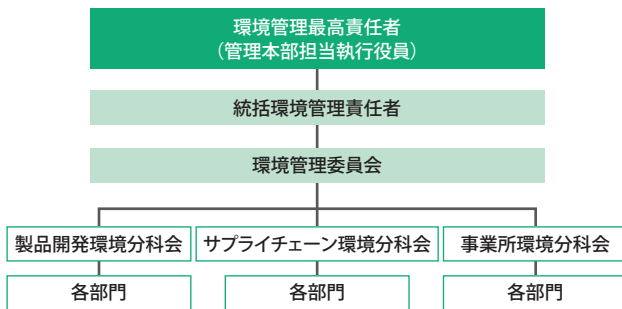 環境管理最高責任者
（管理本部担当執行役員）
統括環境管理責任者
環境管理委員会
製品開発環境分科会
サプライチェーン環境分科会
事業所環境分科会
各部門
各部門
各部門